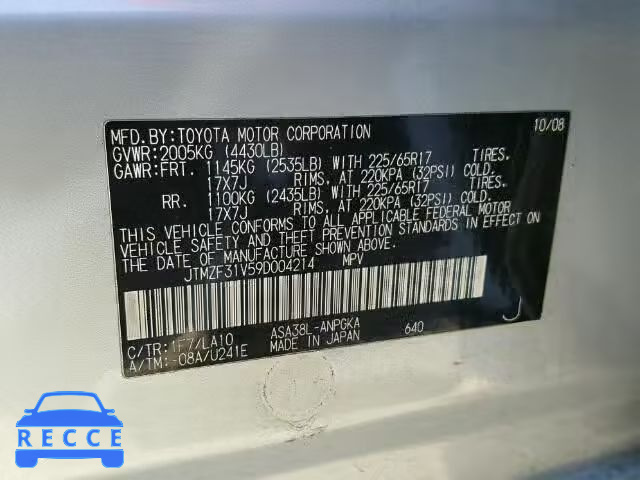 MFD. BY: TOYOTA MOTOR CORPORATION 10/08
GVWR: 2005KG (4430LB)
GAWR: FRT. 1145KG (2535LB) WITH 225/65R17 TIRES,
17X7J RIMS, AT 220KPA (32PSI) COLD.
RR. 1100KG (2435LB) WITH 225/65R17 TIRES,
17X7J RIMS, AT 220KPA (32PSI) COLD.
THIS VEHICLE CONFORMS TO ALL APPLICABLE FEDERAL MOTOR
VEHICLE SAFETY AND THEFT PREVENTION STANDARDS IN EFFECT
ON THE DATE OF MANUFACTURE SHOWN ABOVE.
JTMZF31V59D004214 MPV
J
C/TR: 1F7/LA10 ASA38L-ANPGKA 640
A/TM: -08A/U241E MADE IN JAPAN
RECCE